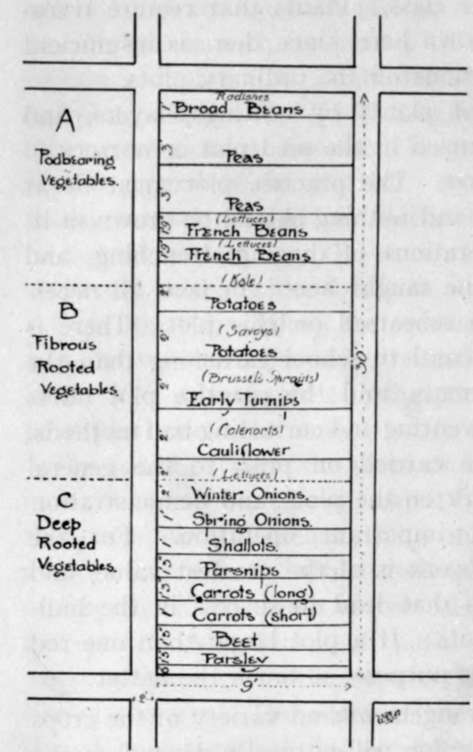 Radishes
Broad Beans
A
Podbearing
Vegetables
Peas
Peas
(Lettuces)
French Beans
(Lettuces)
French Beans
(Kale)
Potatoes
B
Fibrous
Rooted
Vegetables
(Savoys)
Potatoes
30'
(Brussels Sprouts)
Early Turnips
(Coleworts)
Cauliflower
(Lettuces)
Winter Onions.
C
Deep
Rooted
Vegetables.
Spring Onions.
Shallots.
Parsnips
Carrots (long)
Carrots (short)
Beet
Parsley
9'